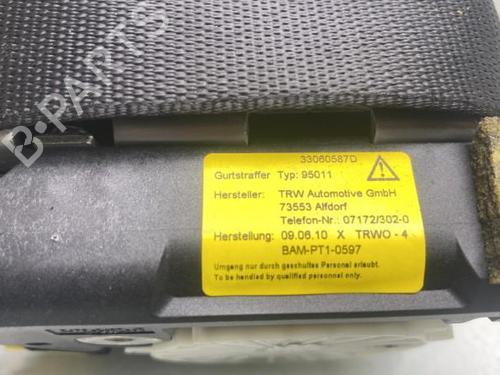 B-PARTS
33060587D
Gurtstraffer Typ: 95011
Hersteller: TRW Automotive GmbH
73553 Alfdorf
Telefon-Nr.: 07172/302-0
Herstellung: 09.06.10 X TRWO - 4
BAM-PT1-0597
Umgang nur durch geschultes Personal erlaubt.
To be handled by qualified personnel only.